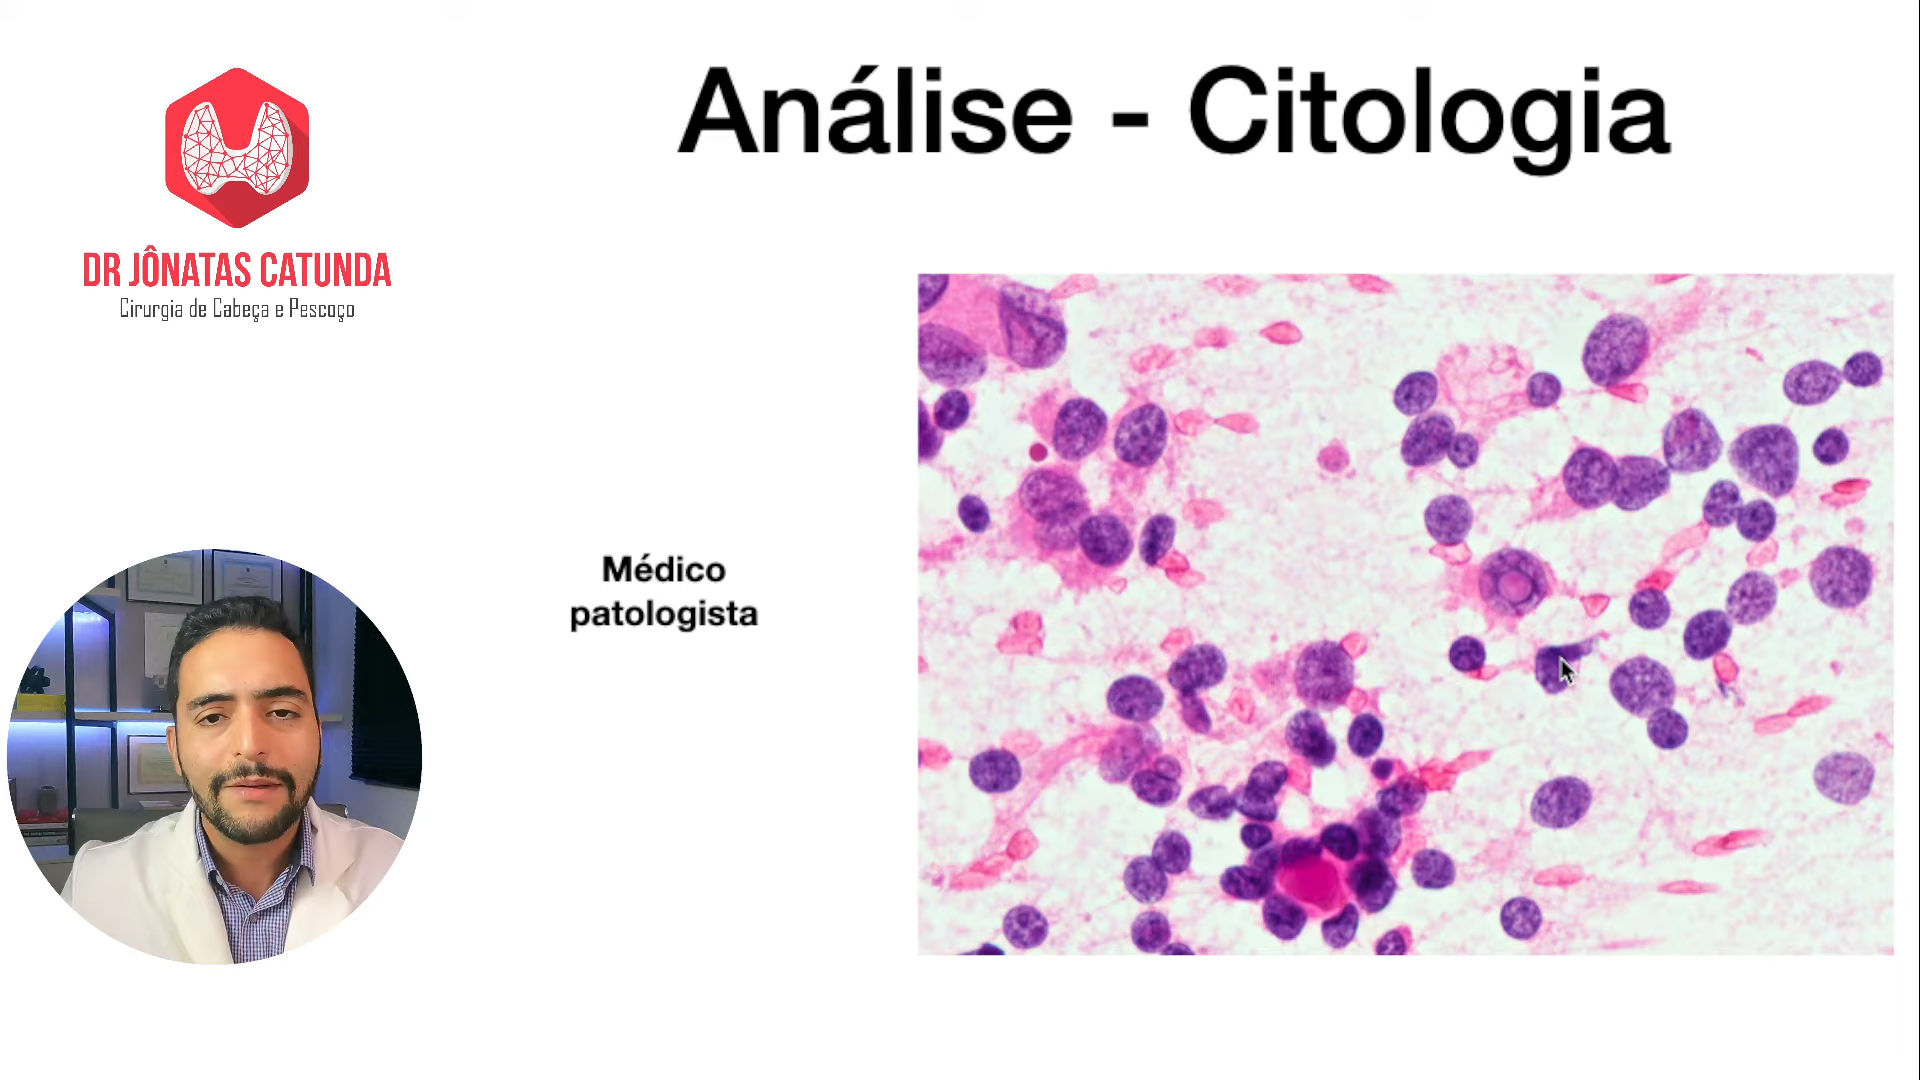 Análise - Citologia
DR JÔNATAS CATUNDA
Cirurgia de Cabeça e Pescoço
Médico
patologista